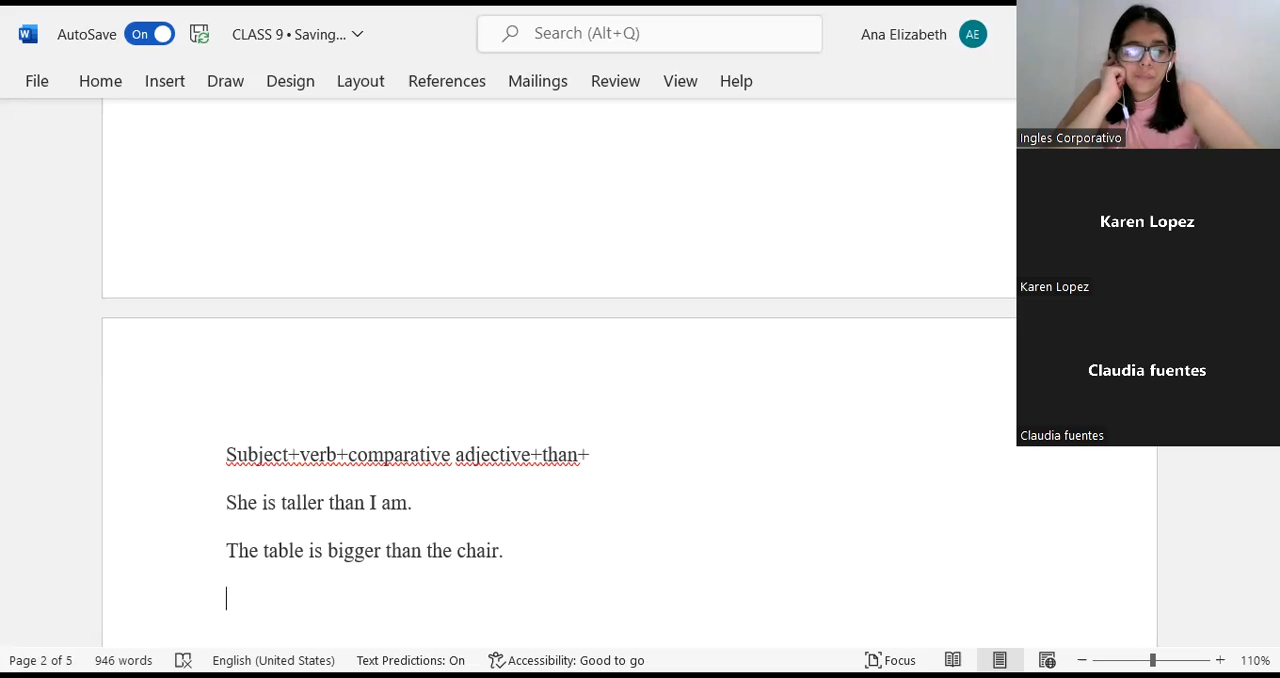 AutoSave On CLASS 9 • Saving... Search (Alt+Q) Ana Elizabeth AE
File Home Insert Draw Design Layout References Mailings Review View Help
Ingles Corporativo
Karen Lopez
Karen Lopez
Claudia fuentes
Claudia fuentes
Subject+verb+comparative adjective+than+
She is taller than I am.
The table is bigger than the chair.
Page 2 of 5 946 words English (United States) Text Predictions: On Accessibility: Good to go Focus 110%